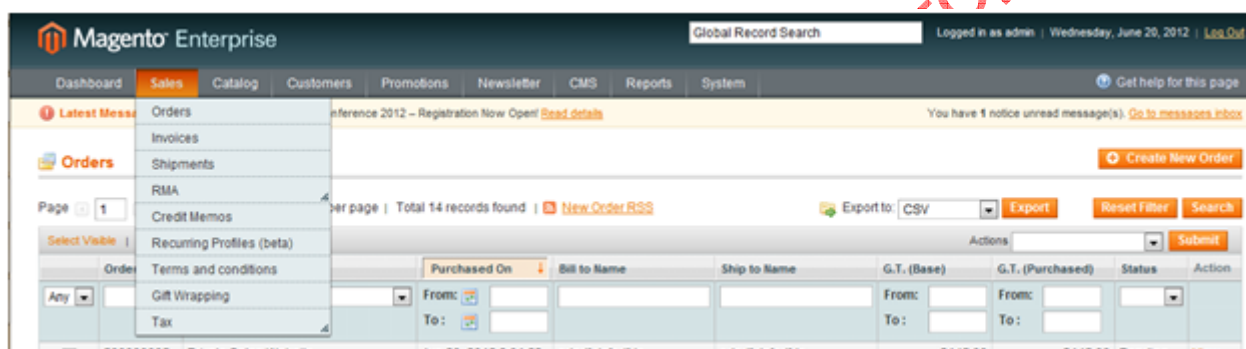 Magento Enterprise
Global Record Search
Logged in as admin | Wednesday, June 20, 2012 | Log Out
Dashboard Sales Catalog Customers Promotions Newsletter CMS Reports System
Get help for this page
Latest Messa
nference 2012 – Registration Now Open! Read details
You have 1 notice unread message(s). Go to messages inbox
Orders
Invoices
Shipments
RMA
Credit Memos
Recurring Profiles (beta)
Terms and conditions
Gift Wrapping
Tax
Orders
Create New Order
Page 1
per page | Total 14 records found | New Order RSS
Export to: CSV Export
Reset Filter Search
Select Visible |
Actions Submit
Order Purchased On Bill to Name Ship to Name G.T. (Base) G.T. (Purchased) Status Action
Any From: From: From:
To: To: To: